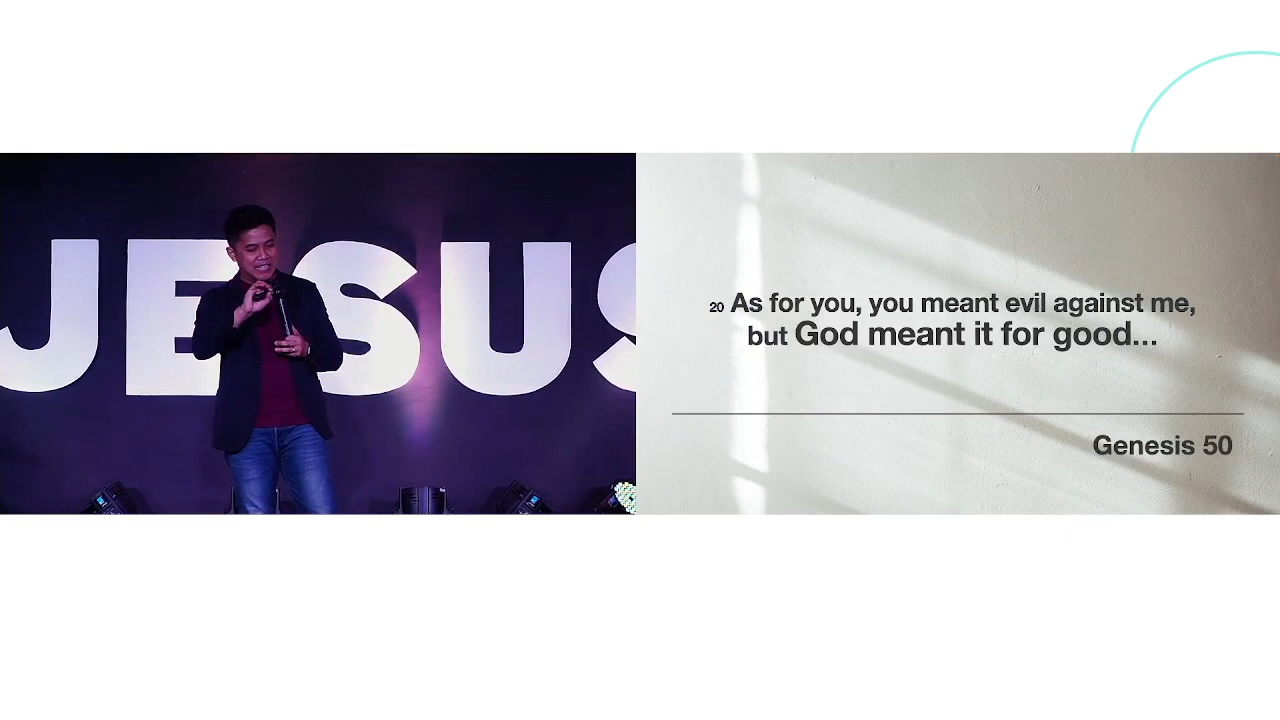 JESUS
20 As for you, you meant evil against me,
but God meant it for good...
Genesis 50